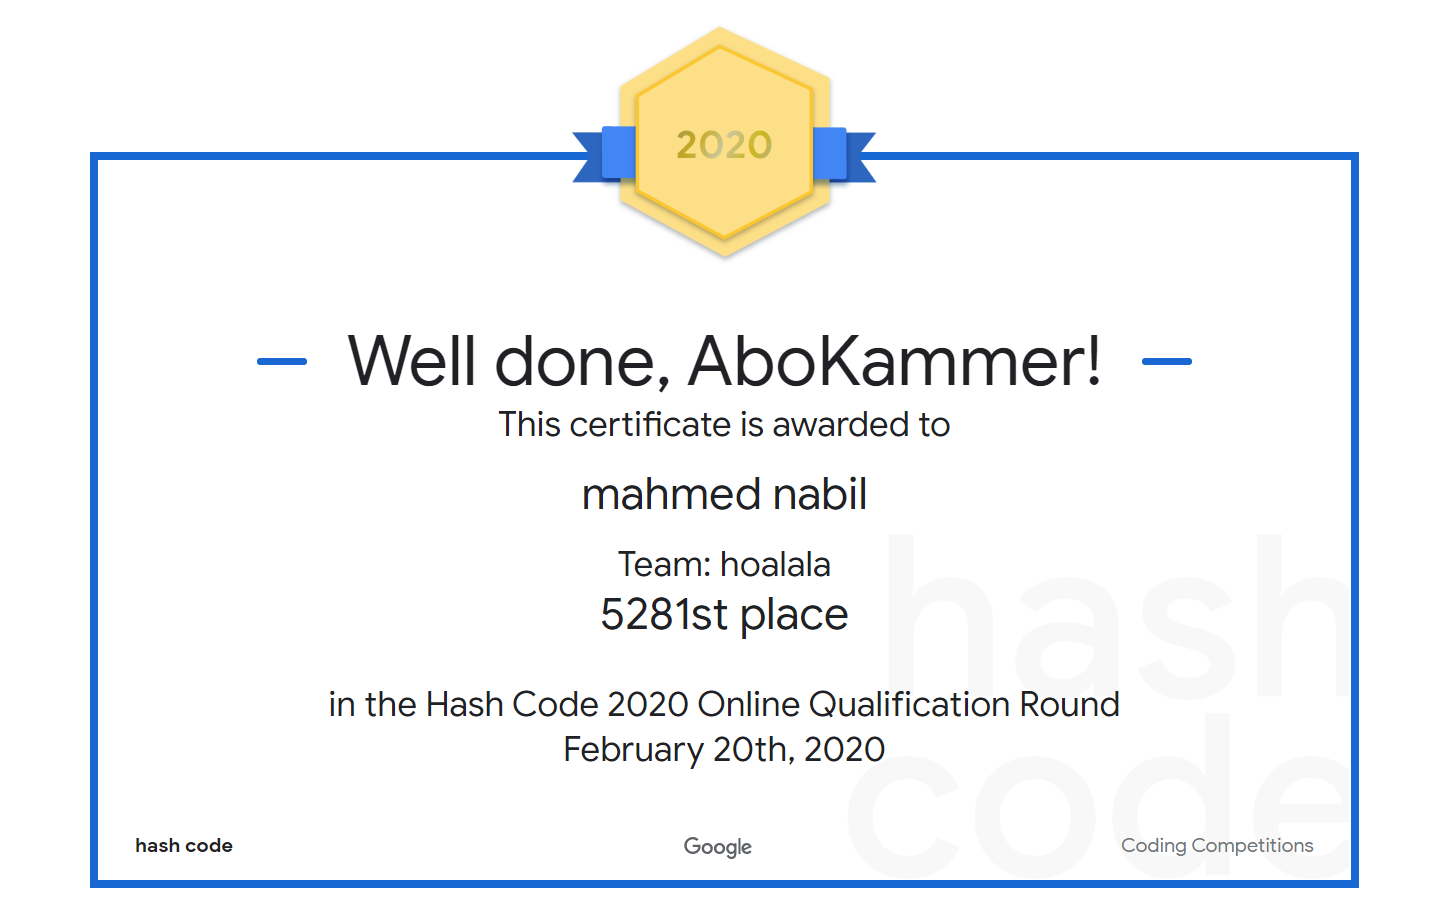 2020
Well done, AboKammer!
This certificate is awarded to
mahmed nabil
Team: hoalala
5281st place
in the Hash Code 2020 Online Qualification Round
February 20th, 2020
hash
code
hash code
Google
Coding Competitions